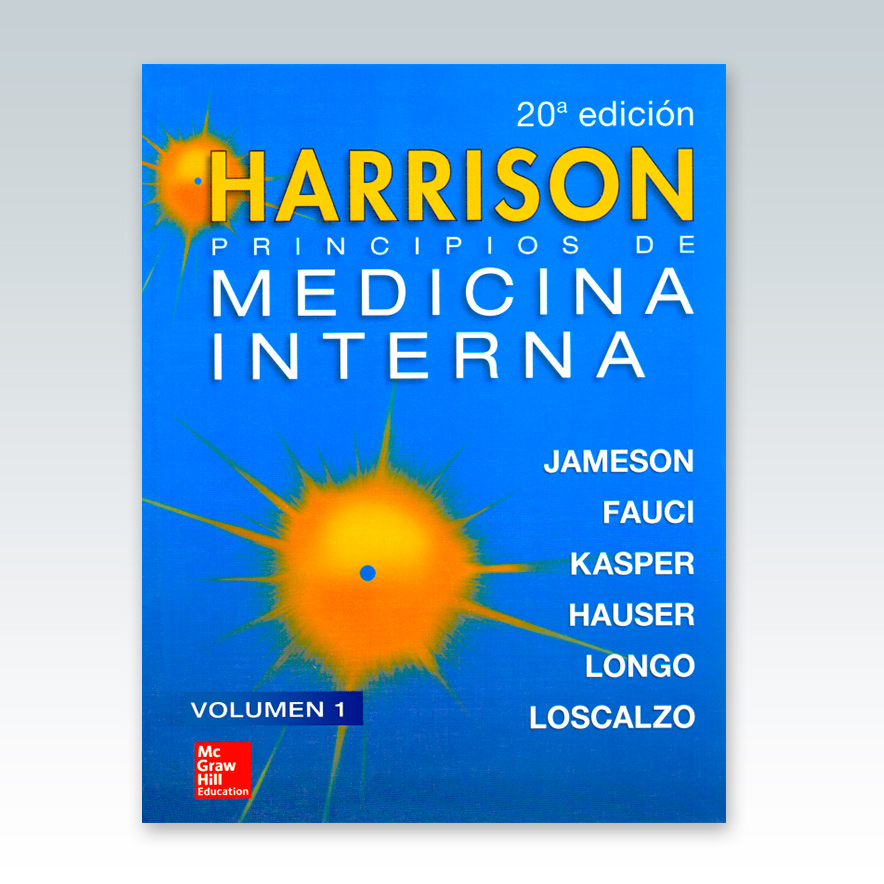 20ª edición
HARRISON
PRINCIPIOS DE
MEDICINA
INTERNA
JAMESON
FAUCI
KASPER
HAUSER
LONGO
LOSCALZO
VOLUMEN 1
Mc
Graw
Hill
Education